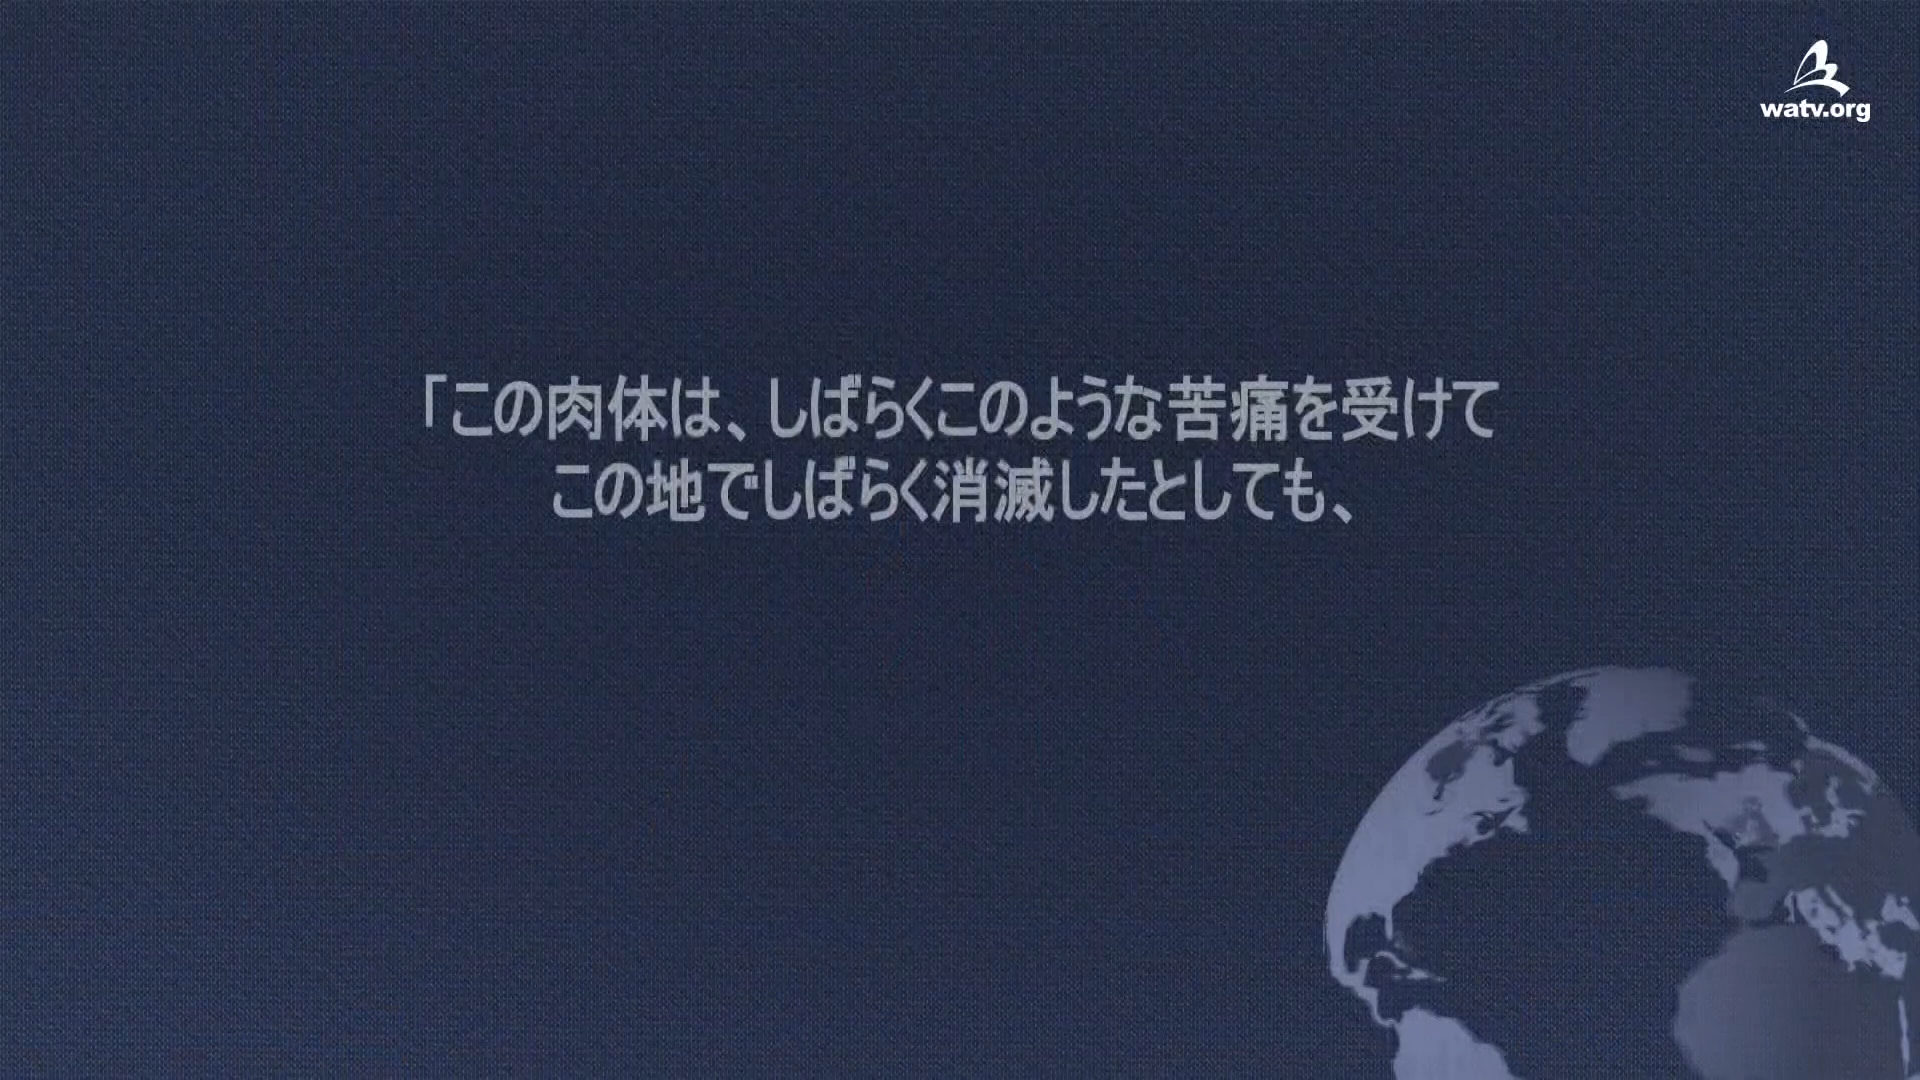 watv.org
「この肉体は、しばらくこのような苦痛を受けて
この地でしばらく消滅したとしても、